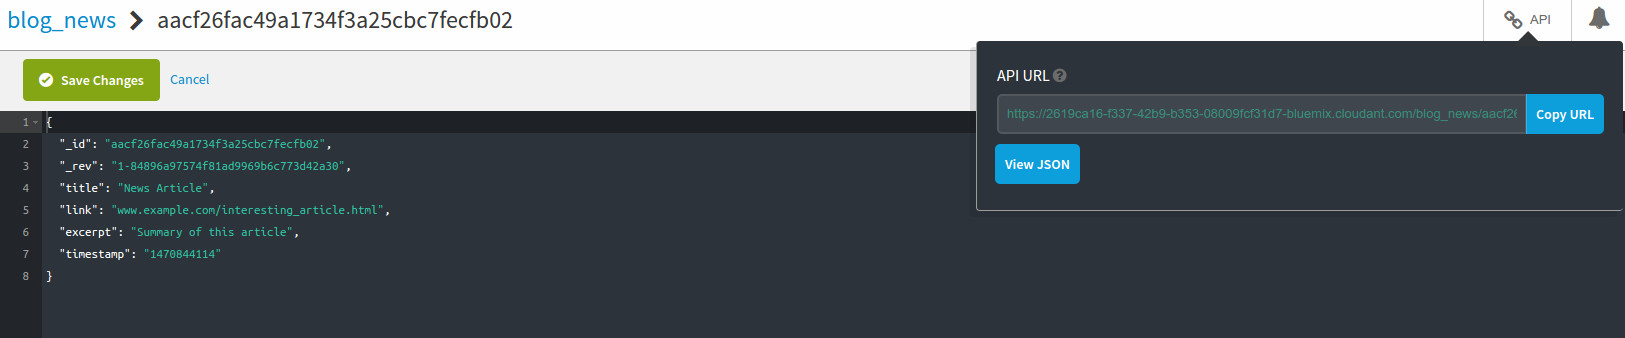 blog_news > aacf26fac49a1734f3a25cbc7fecfb02
API
Save Changes
Cancel
API URL ?
https://2619ca16-f337-42b9-b353-08009fcf31d7-bluemix.cloudant.com/blog_news/aacf26
Copy URL
View JSON
1 {
2 "_id": "aacf26fac49a1734f3a25cbc7fecfb02",
3 "_rev": "1-84896a97574f81ad9969b6c773d42a30",
4 "title": "News Article",
5 "link": "www.example.com/interesting_article.html",
6 "excerpt": "Summary of this article",
7 "timestamp": "1470844114"
8 }